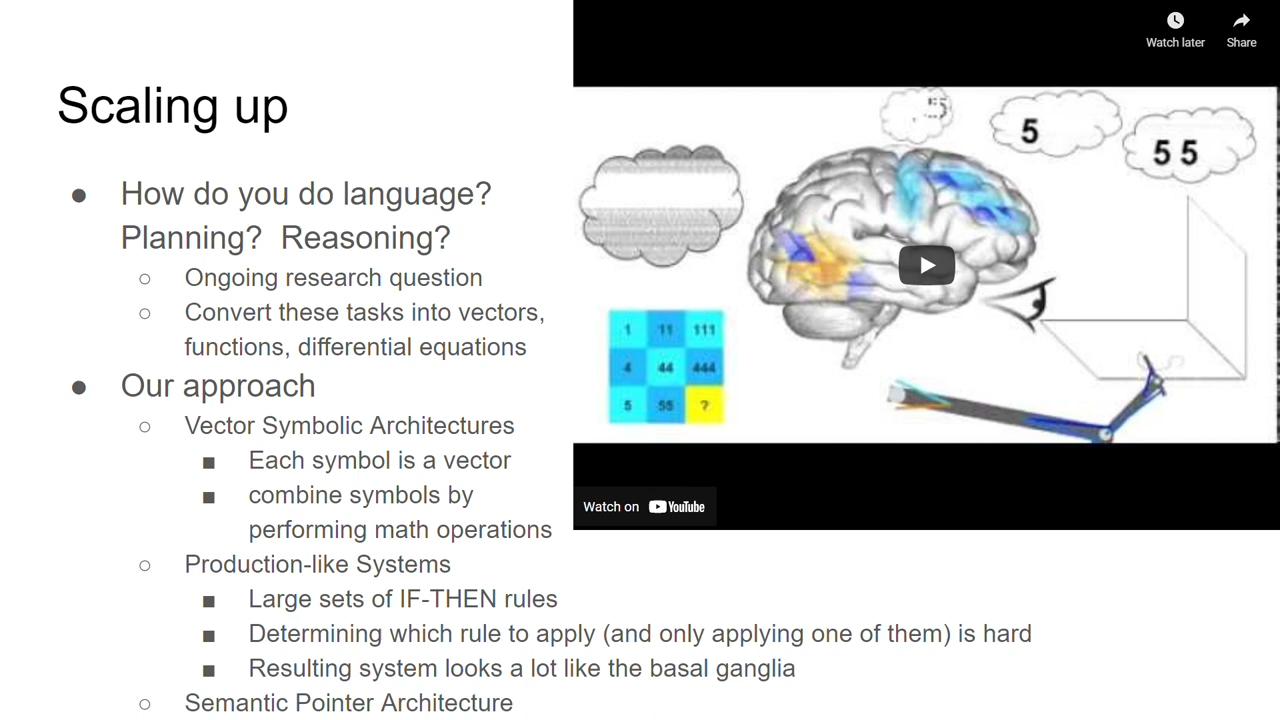 Scaling up
How do you do language?
Planning? Reasoning?
Ongoing research question
Convert these tasks into vectors,
functions, differential equations
Our approach
Vector Symbolic Architectures
Each symbol is a vector
combine symbols by
performing math operations
Production-like Systems
Large sets of IF-THEN rules
Determining which rule to apply (and only applying one of them) is hard
Resulting system looks a lot like the basal ganglia
Semantic Pointer Architecture
Watch later Share
5
5
5 5
1 11 111
4 44 444
5 55 ?
Watch on YouTube